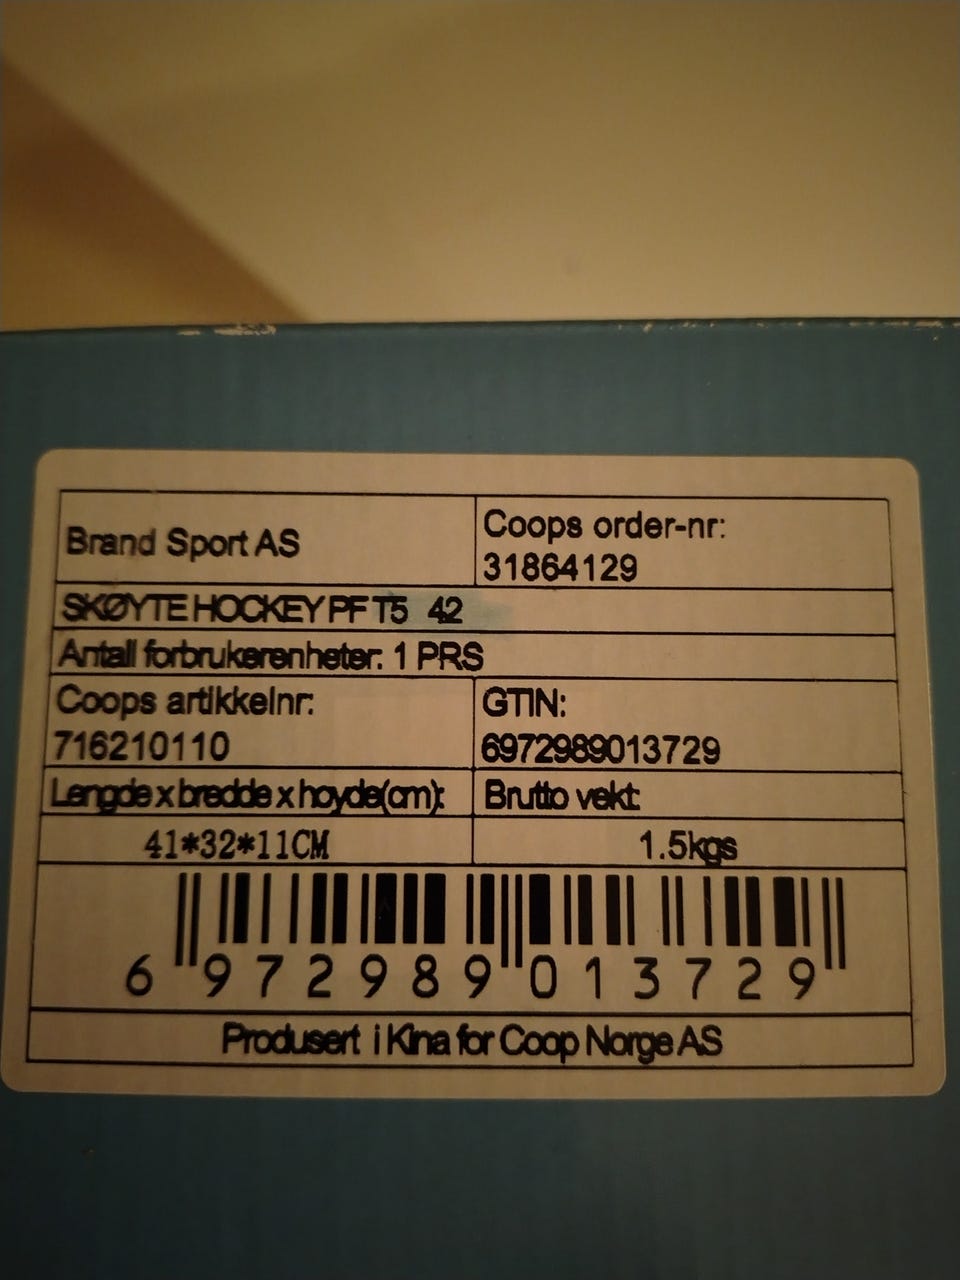 Brand Sport AS
Coops order-nr:
31864129
SKØYTE HOCKEY PF T5 42
Antall forbrukerenheter: 1 PRS
Coops artikkelnr:
716210110
GTIN:
6972989013729
Lengde x bredde x hoyde(cm):
Brutto vekt:
41*32*11CM
1.5kgs
6 972989 013729
Produsert i Kina for Coop Norge AS